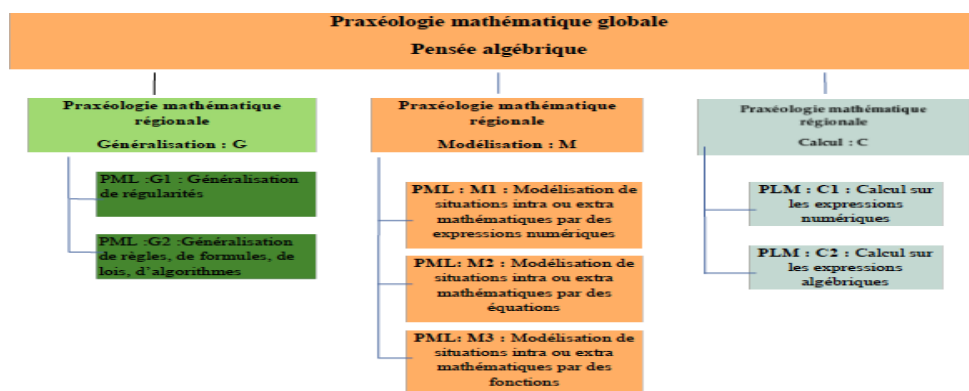 Praxéologie mathématique globale
Pensée algébrique
Praxéologie mathématique
régionale
Généralisation : G
PML :G1 : Généralisation
de régularités
PML :G2 :Généralisation
de règles, de formules, de
lois, d’algorithmes
Praxéologie mathématique
régionale
Modélisation : M
PML : M1 : Modélisation de
situations intra ou extra
mathématiques par des
expressions numériques
PML: M2 : Modélisation de
situations intra ou extra
mathématiques par des
équations
PML: M3 : Modélisation de
situations intra ou extra
mathématiques par des
fonctions
Praxéologie mathématique
régionale
Calcul : C
PLM : C1 : Calcul sur
les expressions
numériques
PLM : C2 : Calcul sur
les expressions
algébriques